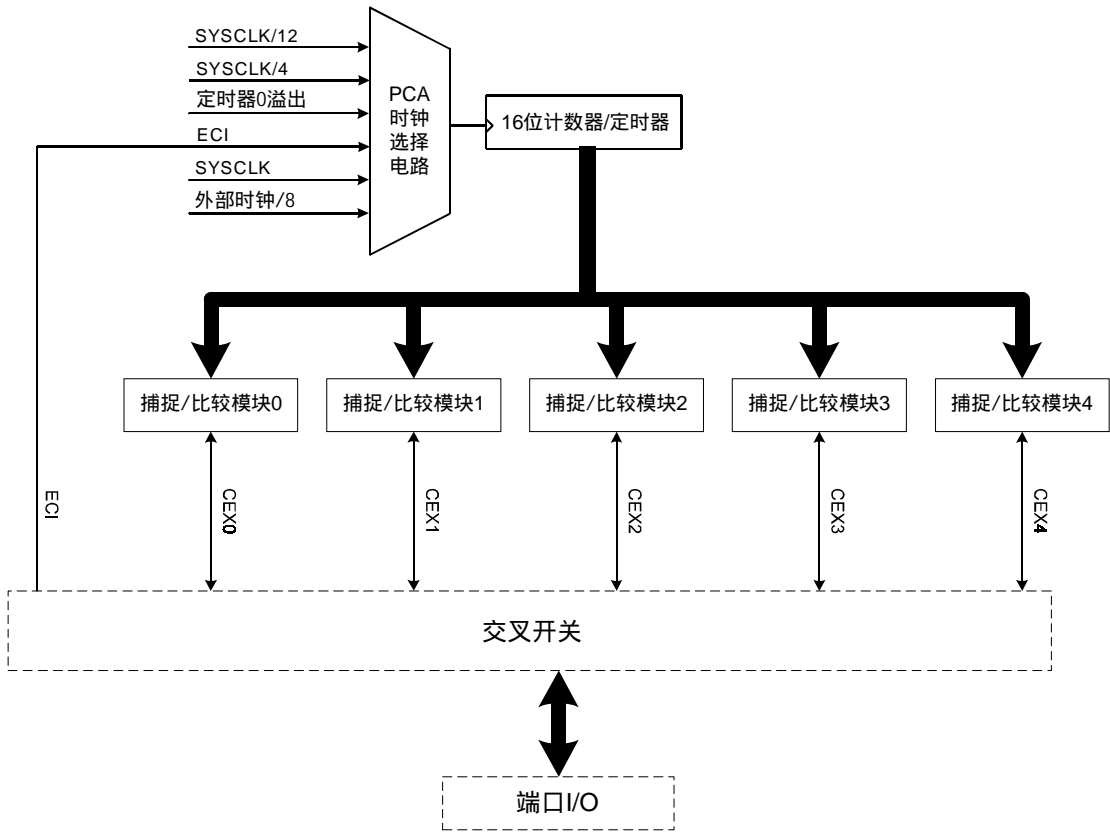 SYSCLK/12
SYSCLK/4
定时器0溢出
ECI
SYSCLK
外部时钟/8
PCA
时钟
选择
电路
16位计数器/定时器
捕捉/比较模块0
捕捉/比较模块1
捕捉/比较模块2
捕捉/比较模块3
捕捉/比较模块4
ECI
CEX0
CEX1
CEX2
CEX3
CEX4
交叉开关
端口I/O